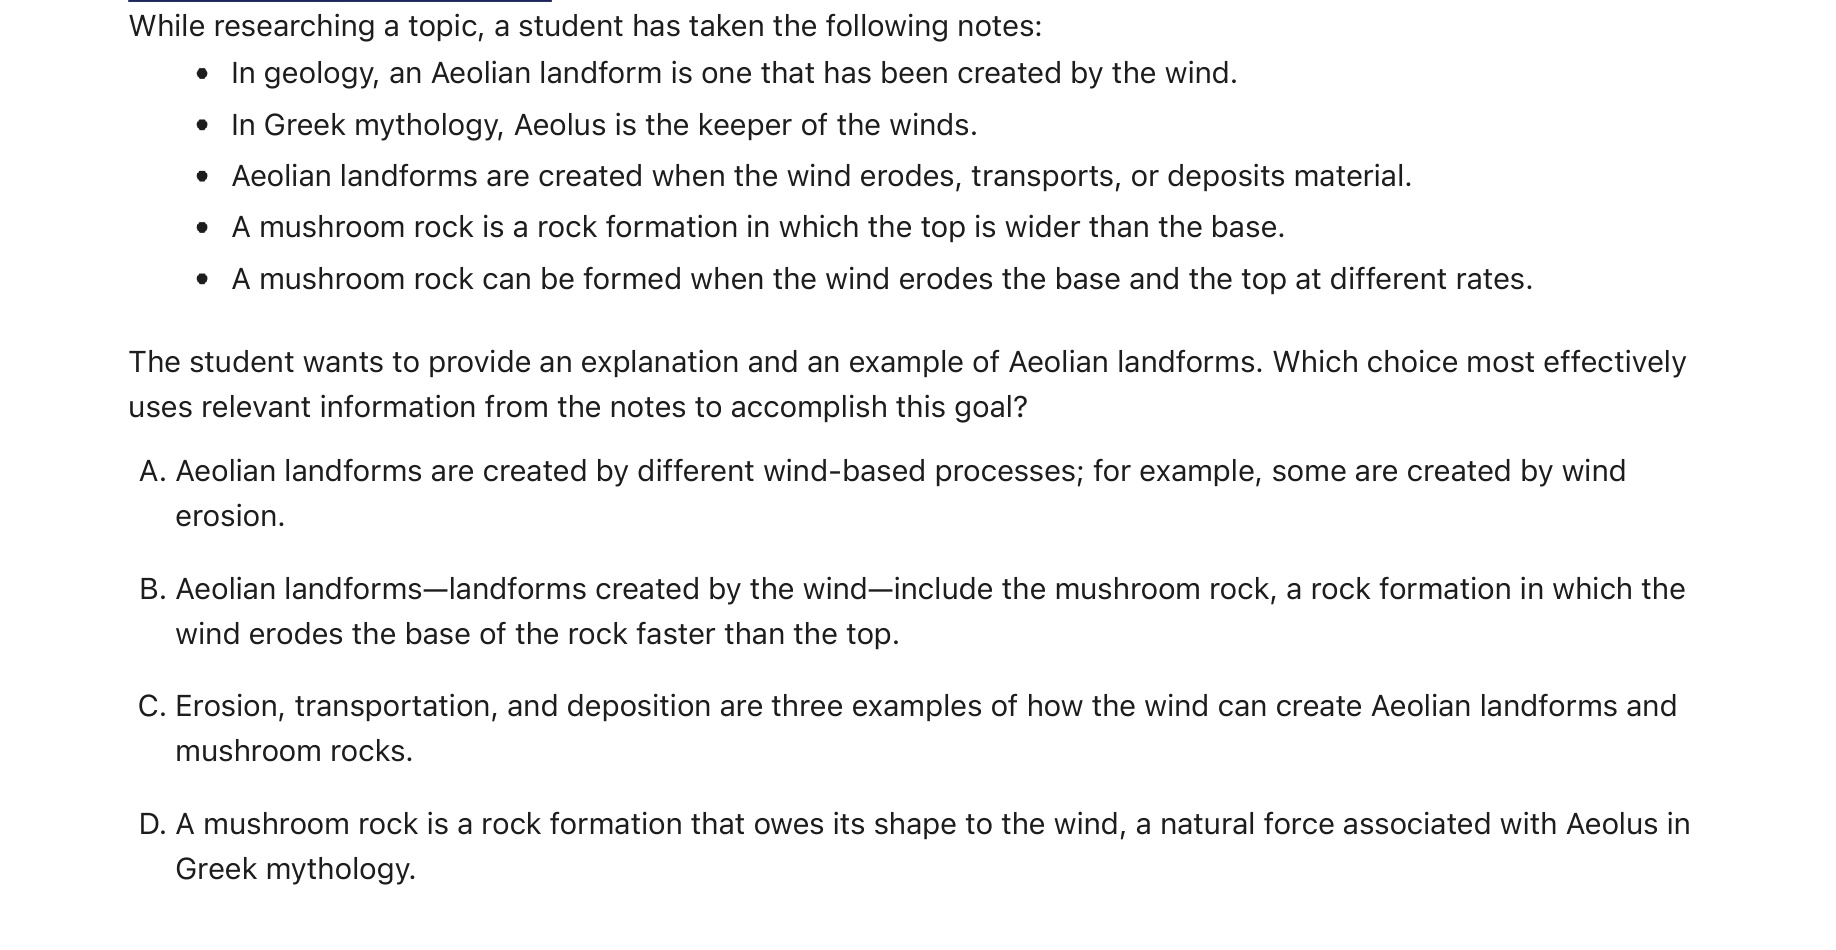 While researching a topic, a student has taken the following notes:
• In geology, an Aeolian landform is one that has been created by the wind.
• In Greek mythology, Aeolus is the keeper of the winds.
• Aeolian landforms are created when the wind erodes, transports, or deposits material.
• A mushroom rock is a rock formation in which the top is wider than the base.
• A mushroom rock can be formed when the wind erodes the base and the top at different rates.
The student wants to provide an explanation and an example of Aeolian landforms. Which choice most effectively
uses relevant information from the notes to accomplish this goal?
A. Aeolian landforms are created by different wind-based processes; for example, some are created by wind
erosion.
B. Aeolian landforms—landforms created by the wind—include the mushroom rock, a rock formation in which the
wind erodes the base of the rock faster than the top.
C. Erosion, transportation, and deposition are three examples of how the wind can create Aeolian landforms and
mushroom rocks.
D. A mushroom rock is a rock formation that owes its shape to the wind, a natural force associated with Aeolus in
Greek mythology.